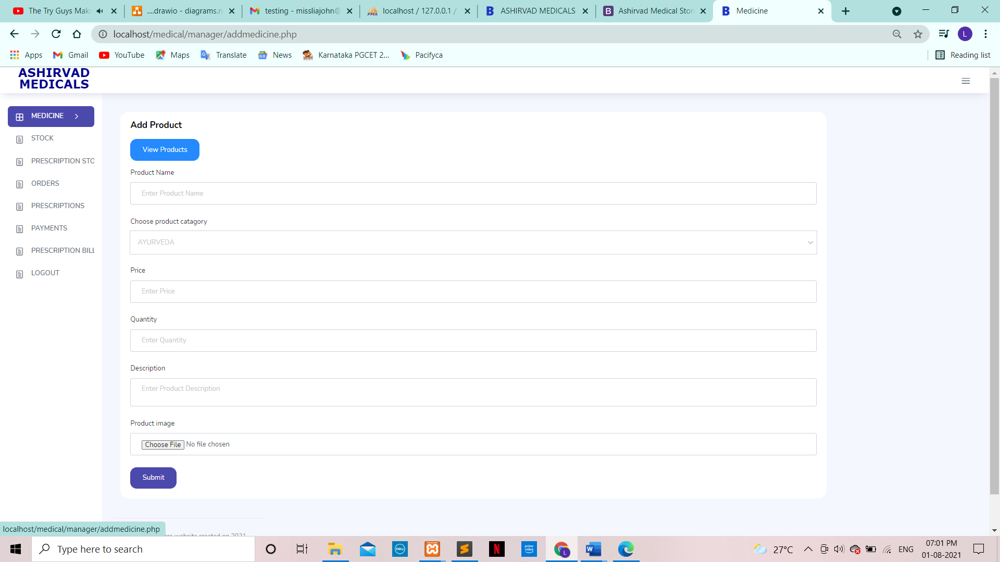 The Try Guys Make
....drawio - diagrams.n
testing - missliajohn@
localhost / 127.0.0.1 /
ASHIRVAD MEDICALS
Ashirvad Medical Stor
Medicine
localhost/medical/manager/addmedicine.php
L
Apps
Gmail
YouTube
Maps
Translate
News
Karnataka PGCET 2...
Pacifyca
Reading list
ASHIRVAD
MEDICALS
MEDICINE
STOCK
PRESCRIPTION STO
ORDERS
PRESCRIPTIONS
PAYMENTS
PRESCRIPTION BILL
LOGOUT
Add Product
View Products
Product Name
Enter Product Name
Choose product catagory
AYURVEDA
Price
Enter Price
Quantity
Enter Quantity
Description
Enter Product Description
Product image
Choose File No file chosen
Submit
website created on 2021
localhost/medical/manager/addmedicine.php
Type here to search
27°C
ENG
07:01 PM
01-08-2021